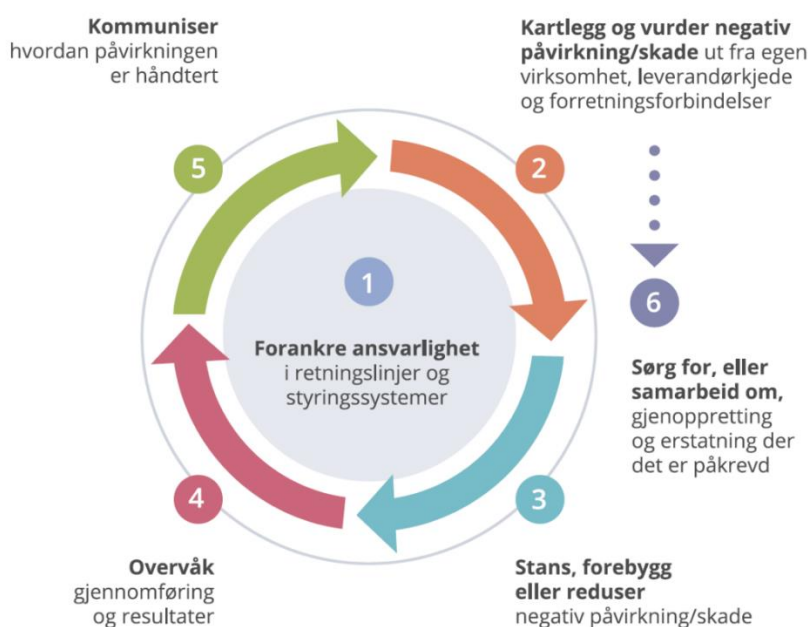 1
Forankre ansvarlighet
i retningslinjer og
styringssystemer
2
Kartlegg og vurder negativ
påvirkning/skade ut fra egen
virksomhet, leverandørkjede
og forretningsforbindelser
3
Stans, forebygg
eller reduser
negativ påvirkning/skade
4
Overvåk
gjennomføring
og resultater
5
Kommuniser
hvordan påvirkningen
er håndtert
6
Sørg for, eller
samarbeid om,
gjenoppretting
og erstatning der
det er påkrevd